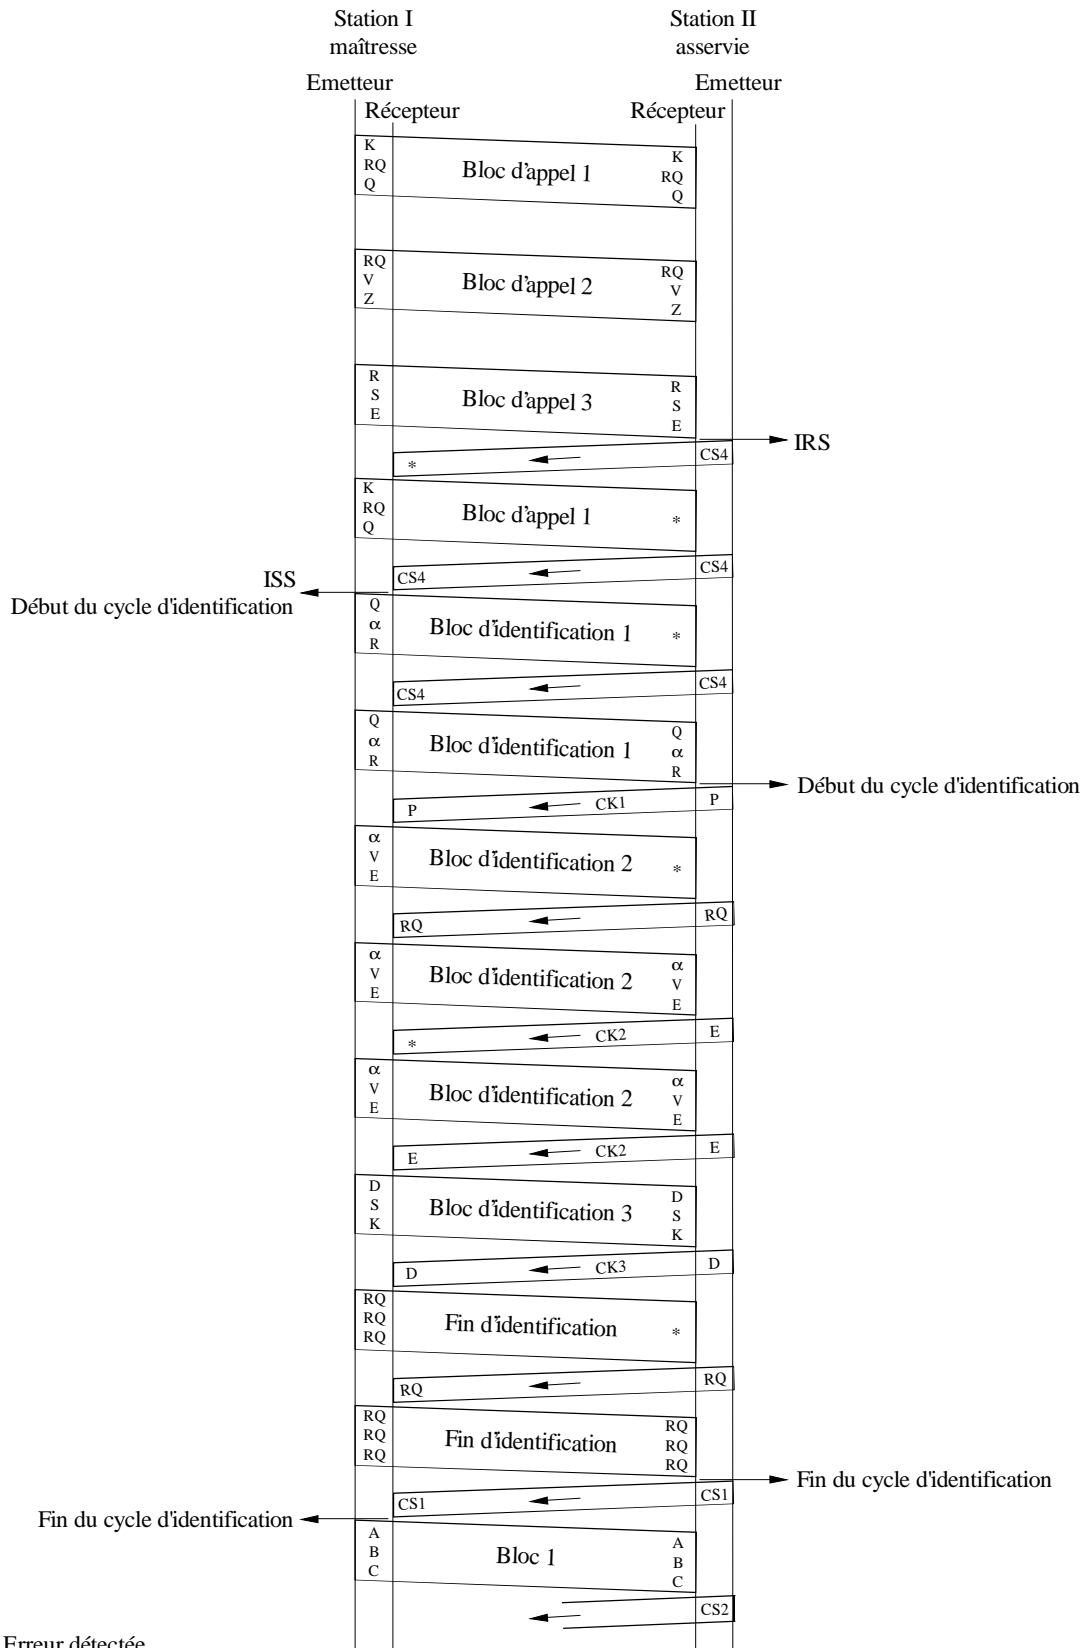 Station I
maîtresse
Station II
asservie
Emetteur
Emetteur
Récepteur
Récepteur
K
RQ
Q
Bloc d'appel 1
K
RQ
Q
RQ
V
Z
Bloc d'appel 2
RQ
V
Z
R
S
E
Bloc d'appel 3
R
S
E
IRS
*
CS4
K
RQ
Q
Bloc d'appel 1
*
CS4
CS4
ISS
Début du cycle d'identification
Q
α
R
Bloc d'identification 1
*
CS4
CS4
Q
α
R
Bloc d'identification 1
Q
α
R
Début du cycle d'identification
P
CK1
P
α
V
E
Bloc d'identification 2
*
RQ
RQ
α
V
E
Bloc d'identification 2
α
V
E
*
CK2
E
α
V
E
Bloc d'identification 2
α
V
E
E
CK2
E
D
S
K
Bloc d'identification 3
D
S
K
D
CK3
D
RQ
RQ
RQ
Fin d'identification
*
RQ
RQ
RQ
RQ
RQ
Fin d'identification
RQ
RQ
RQ
Fin du cycle d'identification
CS1
CS1
Fin du cycle d'identification
A
B
C
Bloc 1
A
B
C
CS2
Erreur détectée